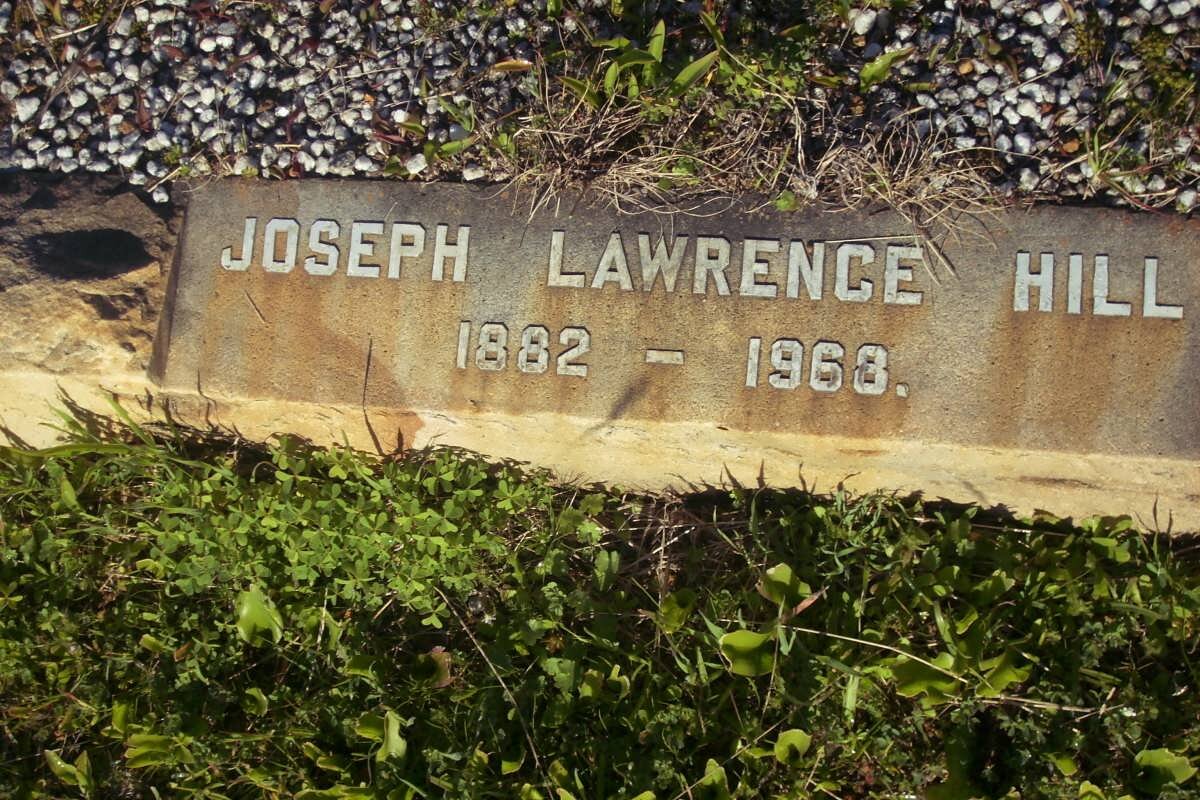 JOSEPH LAWRENCE HILL
1882 - 1968.